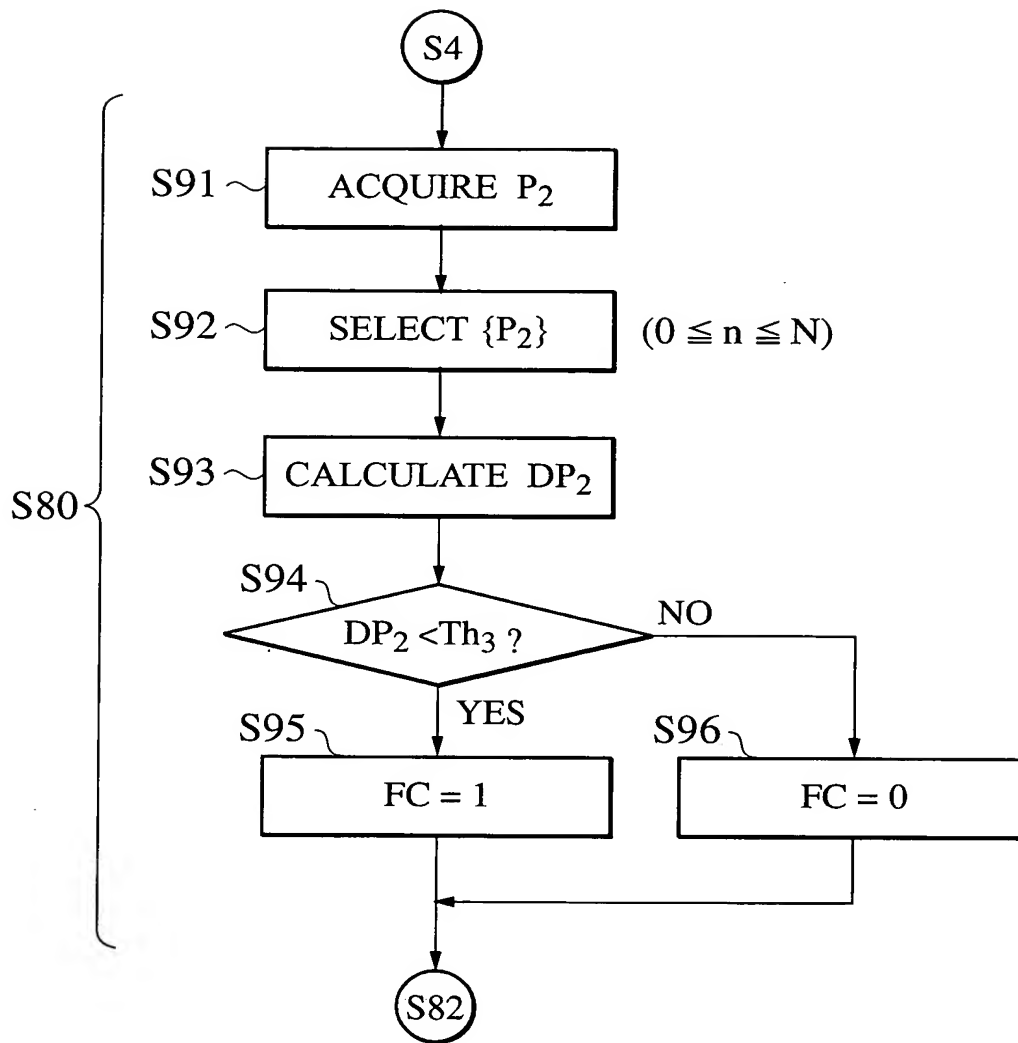 S4
S91
ACQUIRE P₂
S92
SELECT {P₂} (0 ≦ n ≦ N)
S93
CALCULATE DP₂
S80
S94
DP₂ <Th₃ ?
NO
YES
S95
FC = 1
S96
FC = 0
S82